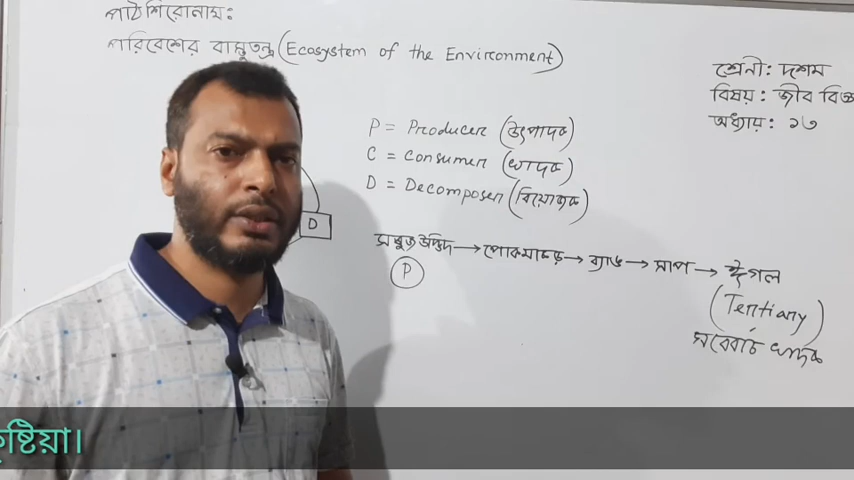 পাঠ শিরোনাম:
পরিবেশের বাস্তুতন্ত্র (Ecosystem of the Environment)
শ্রেনী: দশম
বিষয়: জীব বিজ্ঞ
অধ্যায়: ১৩
P = Producer (উৎপাদক)
C = Consumer (খাদক)
D = Decomposer (বিয়োজক)
D
সবুজ উদ্ভিদ → পোকামাকড় → ব্যাঙ → সাপ → ঈগল
P
(Tertiary)
সর্বোচ্চ খাদক
কুষ্টিয়া।